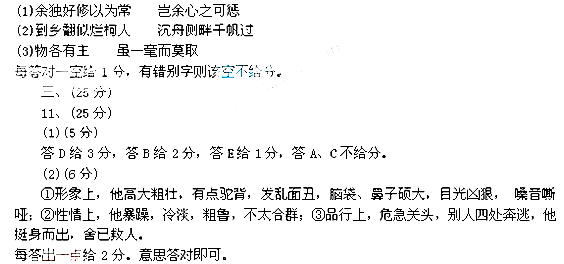 (1)余独好修以为常　　岂余心之可惩
(2)到乡翻似烂柯人　　沉舟侧畔千帆过
(3)物各有主　　虽一毫而莫取
每答对一空给 1 分，有错别字则该空不给分。
三、(25分)
11、(25分)
(1)(5分)
答 D 给 3 分，答 B 给 2 分，答 E 给 1 分，答 A、C 不给分。
(2)(6分)
①形象上，他高大粗壮，有点驼背，发乱面丑，脑袋、鼻子硕大，目光凶狠， 嗓音嘶
哑；②性情上，他暴躁，冷淡，粗鲁，不太合群；③品行上，危急关头，别人四处奔逃，他
挺身而出，舍已救人。
每答出一点给 2 分。意思答对即可。